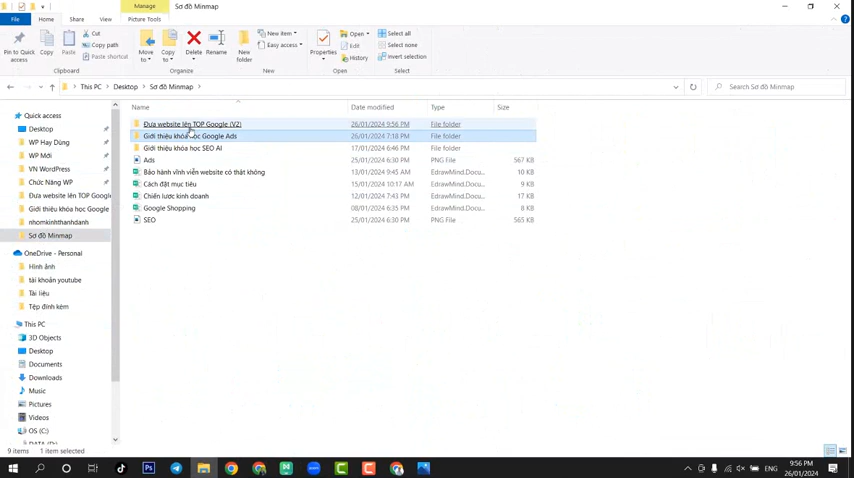 Manage
Sơ đồ Minmap
File
Home
Share
View
Picture Tools
Pin to Quick access
Copy
Paste
Cut
Copy path
Paste shortcut
Move to
Copy to
Delete
Rename
New folder
New item
Easy access
Properties
Open
Edit
History
Select all
Select none
Invert selection
Clipboard
Organize
New
Open
Select
This PC > Desktop > Sơ đồ Minmap >
Search Sơ đồ Minmap
Name
Date modified
Type
Size
Đưa website lên TOP Google (V2) 26/01/2024 9:56 PM File folder
Giới thiệu khóa học Google Ads 26/01/2024 7:18 PM File folder
Giới thiệu khóa học SEO AI 17/01/2024 6:46 PM File folder
Ads 25/01/2024 6:30 PM PNG File 567 KB
Bảo hành vĩnh viễn website có thật không 13/01/2024 9:45 AM EdrawMind.Docu... 10 KB
Cách đặt mục tiêu 15/01/2024 10:17 AM EdrawMind.Docu... 9 KB
Chiến lược kinh doanh 12/01/2024 7:43 PM EdrawMind.Docu... 17 KB
Google Shopping 08/01/2024 6:35 PM EdrawMind.Docu... 8 KB
SEO 25/01/2024 6:30 PM PNG File 565 KB
Quick access
Desktop
WP Hay Dùng
WP Mới
VN WordPress
Chức Năng WP
Đưa website lên TOP Googl
Giới thiệu khóa học Google
nhomkinhthanhdanh
Sơ đồ Minmap
OneDrive - Personal
Hình ảnh
tài khoản youtube
Tài liệu
Tệp đính kèm
This PC
3D Objects
Desktop
Documents
Downloads
Music
Pictures
Videos
OS (C:)
DATA (D:)
9 items 1 item selected
Ps
ENG
9:56 PM
26/01/2024